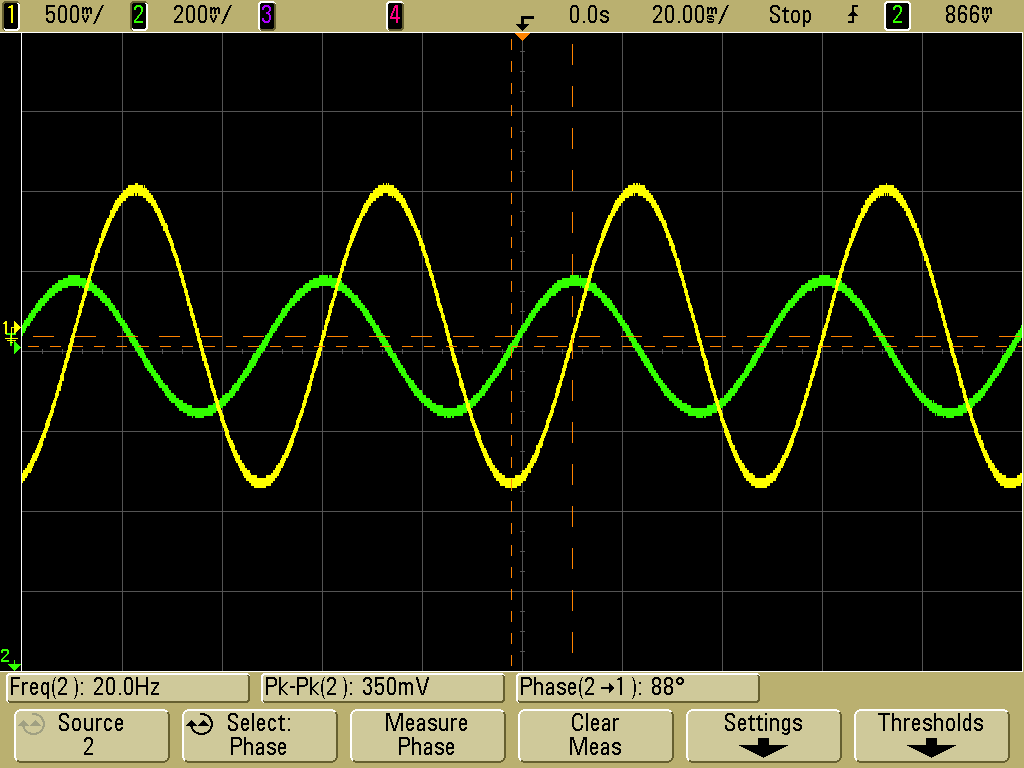 1 500mV/ 2 200mV/ 3 4 0.0s 20.00ms/ Stop 2 866mV
1
2
Freq(2): 20.0Hz Pk-Pk(2): 350mV Phase(2→1): 88°
Source Select: Measure Clear Settings Thresholds
2 Phase Phase Meas